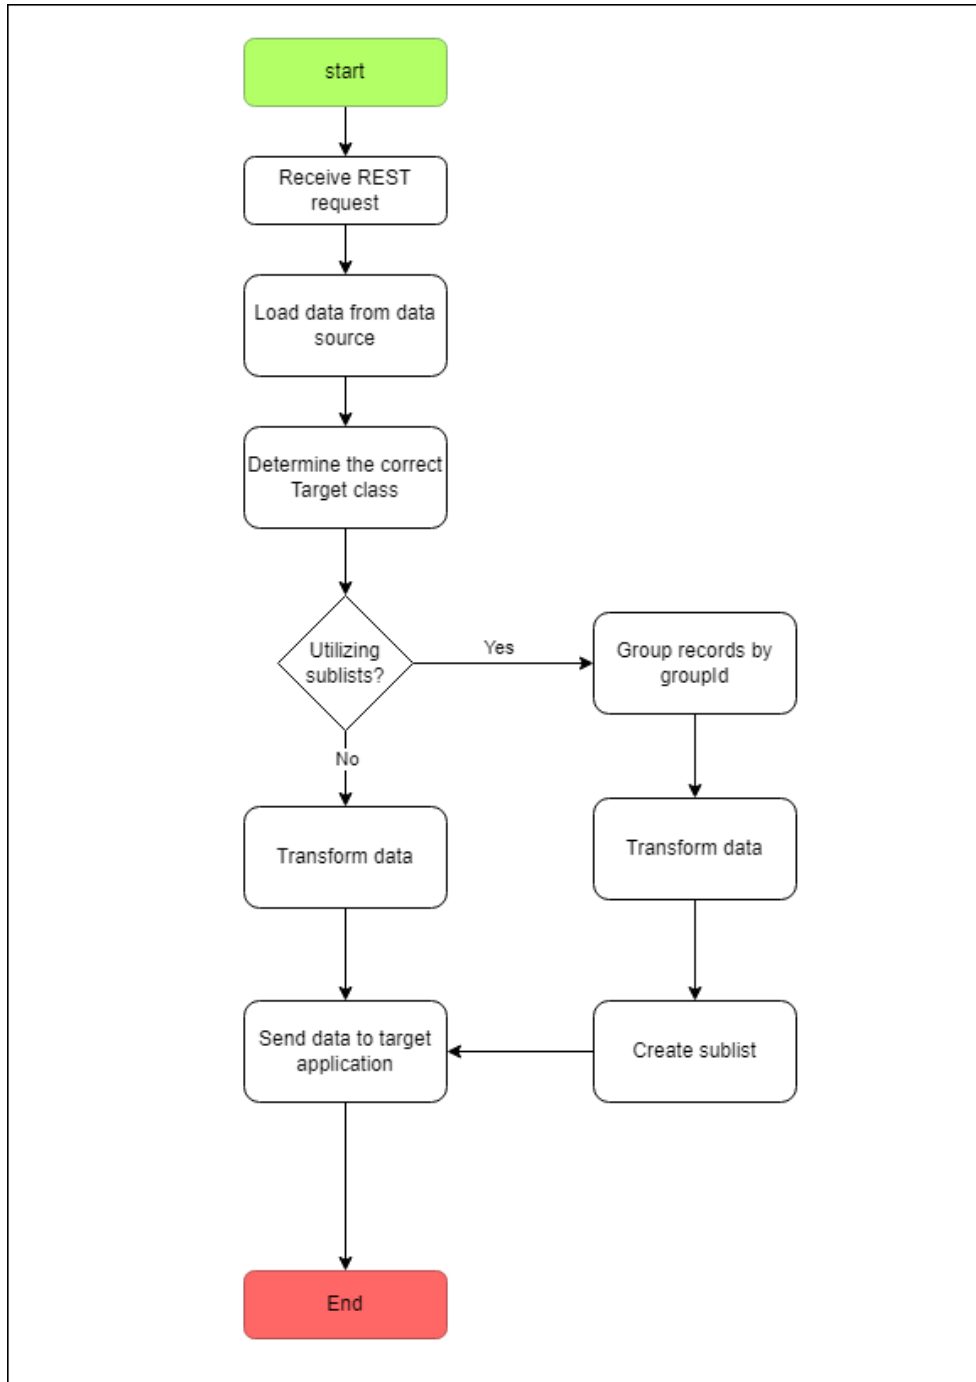 start
Receive REST
request
Load data from data
source
Determine the correct
Target class
Utilizing
sublists?
Yes
Group records by
groupId
No
Transform data
Transform data
Send data to target
application
Create sublist
End